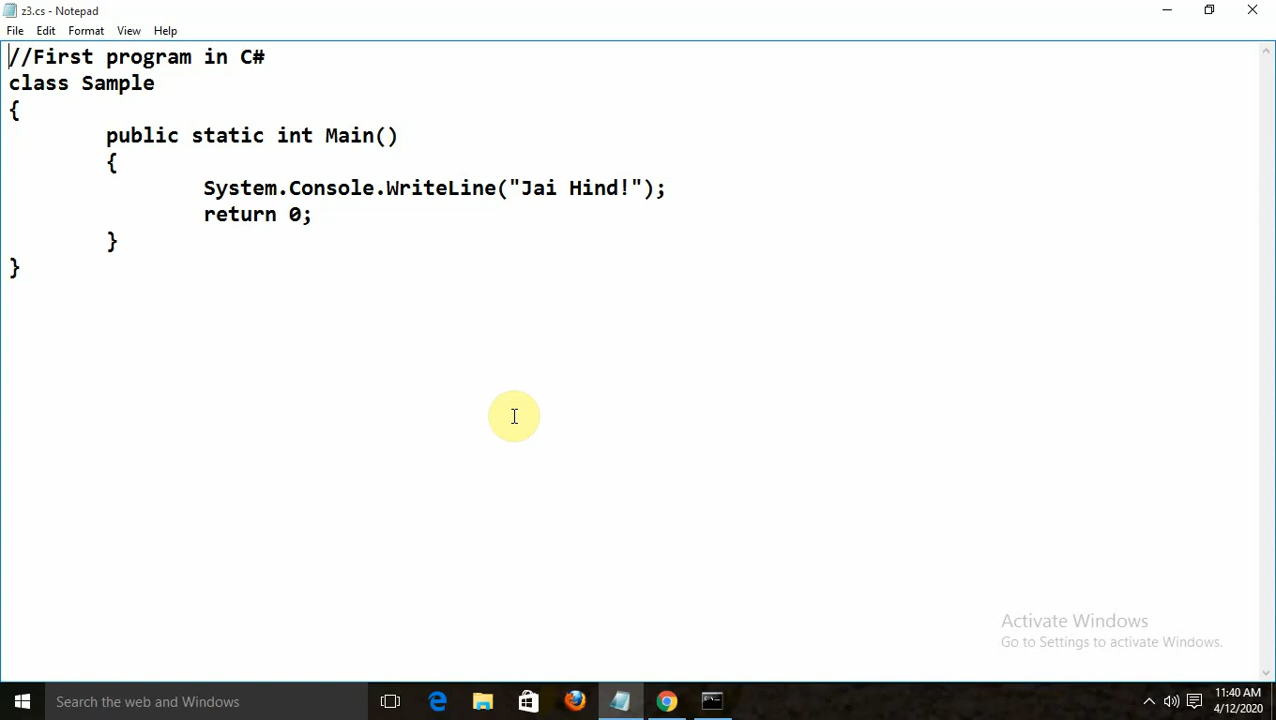 z3.cs - Notepad
File Edit Format View Help
//First program in C#
class Sample
{
public static int Main()
{
System.Console.WriteLine("Jai Hind!");
return 0;
}
}
Activate Windows
Go to Settings to activate Windows.
Search the web and Windows
11:40 AM
4/12/2020